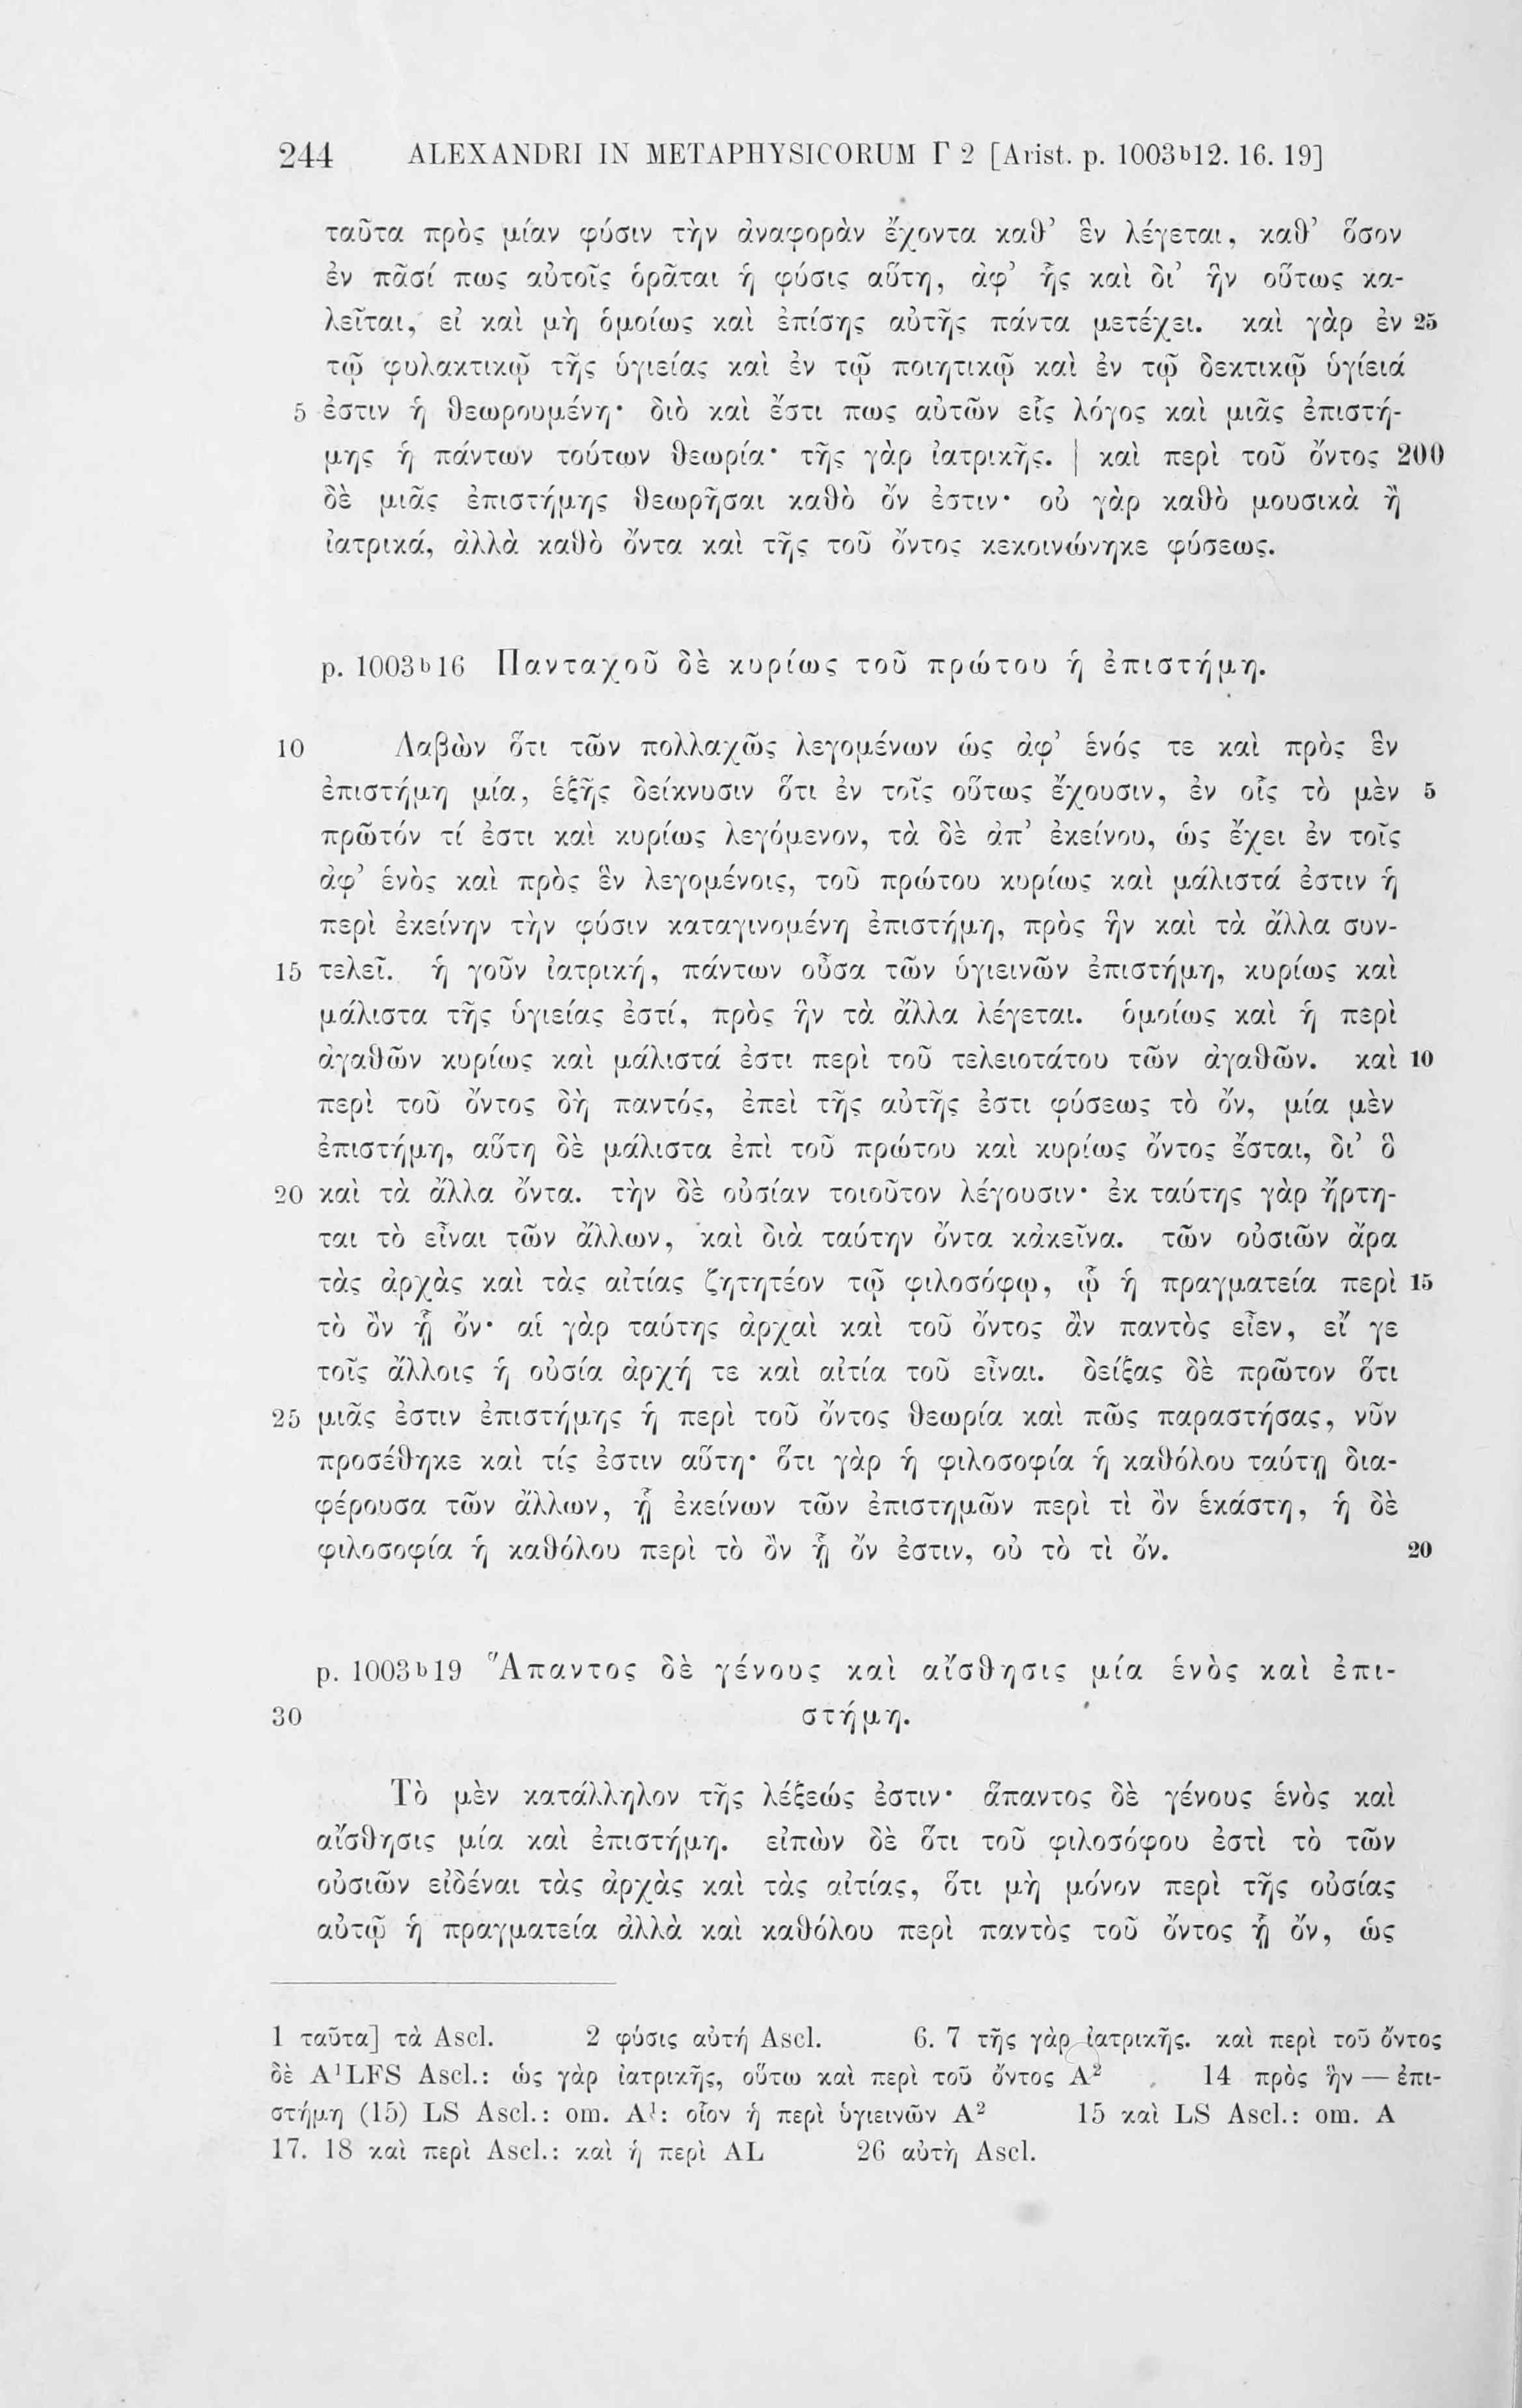 244 ALEXANDRI IN METAPHYSICORUM Γ 2 [Arist. p. 1003ᵇ12. 16. 19]
ταῦτα πρὸς μίαν φύσιν τὴν ἀναφορὰν ἔχοντα καθ’ ἓν λέγεται, καθ’ ὅσον
ἐν πᾶσί πως αὐτοῖς ὁρᾶται ἡ φύσις αὕτη, ἀφ’ ἧς καὶ δι’ ἣν οὕτως κα-
λεῖται, εἰ καὶ μὴ ὁμοίως καὶ ἐπίσης αὐτῆς πάντα μετέχει. καὶ γὰρ ἐν 25
τῷ φυλακτικῷ τῆς ὑγιείας καὶ ἐν τῷ ποιητικῷ καὶ ἐν τῷ δεκτικῷ ὑγίειά
5 ἐστιν ἡ θεωρουμένη· διὸ καὶ ἔστι πως αὐτῶν εἷς λόγος καὶ μιᾶς ἐπιστή-
μης ἡ πάντων τούτων θεωρία· τῆς γὰρ ἰατρικῆς. | καὶ περὶ τοῦ ὄντος 200
δὲ μιᾶς ἐπιστήμης θεωρῆσαι καθὸ ὄν ἐστιν· οὐ γὰρ καθὸ μουσικὰ ἢ
ἰατρικά, ἀλλὰ καθὸ ὄντα καὶ τῆς τοῦ ὄντος κεκοινώνηκε φύσεως.
p. 1003ᵇ16 Πανταχοῦ δὲ κυρίως τοῦ πρώτου ἡ ἐπιστήμη.
10 Λαβὼν ὅτι τῶν πολλαχῶς λεγομένων ὡς ἀφ’ ἑνός τε καὶ πρὸς ἓν
ἐπιστήμη μία, ἑξῆς δείκνυσιν ὅτι ἐν τοῖς οὕτως ἔχουσιν, ἐν οἷς τὸ μὲν 5
πρῶτόν τί ἐστι καὶ κυρίως λεγόμενον, τὰ δὲ ἀπ’ ἐκείνου, ὡς ἔχει ἐν τοῖς
ἀφ’ ἑνὸς καὶ πρὸς ἓν λεγομένοις, τοῦ πρώτου κυρίως καὶ μάλιστά ἐστιν ἡ
περὶ ἐκείνην τὴν φύσιν καταγινομένη ἐπιστήμη, πρὸς ἣν καὶ τὰ ἄλλα συν-
15 τελεῖ. ἡ γοῦν ἰατρική, πάντων οὖσα τῶν ὑγιεινῶν ἐπιστήμη, κυρίως καὶ
μάλιστα τῆς ὑγιείας ἐστί, πρὸς ἣν τὰ ἄλλα λέγεται. ὁμοίως καὶ ἡ περὶ
ἀγαθῶν κυρίως καὶ μάλιστά ἐστι περὶ τοῦ τελειοτάτου τῶν ἀγαθῶν. καὶ 10
περὶ τοῦ ὄντος δὴ παντός, ἐπεὶ τῆς αὐτῆς ἐστι φύσεως τὸ ὄν, μία μὲν
ἐπιστήμη, αὕτη δὲ μάλιστα ἐπὶ τοῦ πρώτου καὶ κυρίως ὄντος ἔσται, δι’ ὃ
20 καὶ τὰ ἄλλα ὄντα. τὴν δὲ οὐσίαν τοιοῦτον λέγουσιν· ἐκ ταύτης γὰρ ἤρτη-
ται τὸ εἶναι τῶν ἄλλων, καὶ διὰ ταύτην ὄντα κἀκεῖνα. τῶν οὐσιῶν ἄρα
τὰς ἀρχὰς καὶ τὰς αἰτίας ζητητέον τῷ φιλοσόφῳ, ᾧ ἡ πραγματεία περὶ 15
τὸ ὂν ᾗ ὄν· αἱ γὰρ ταύτης ἀρχαὶ καὶ τοῦ ὄντος ἂν παντὸς εἶεν, εἴ γε
τοῖς ἄλλοις ἡ οὐσία ἀρχή τε καὶ αἰτία τοῦ εἶναι. δείξας δὲ πρῶτον ὅτι
25 μιᾶς ἐστιν ἐπιστήμης ἡ περὶ τοῦ ὄντος θεωρία καὶ πῶς παραστήσας, νῦν
προσέθηκε καὶ τίς ἐστιν αὕτη· ὅτι γὰρ ἡ φιλοσοφία ἡ καθόλου ταύτῃ δια-
φέρουσα τῶν ἄλλων, ᾗ ἐκείνων τῶν ἐπιστημῶν περὶ τὶ ὂν ἑκάστη, ἡ δὲ
φιλοσοφία ἡ καθόλου περὶ τὸ ὂν ᾗ ὄν ἐστιν, οὐ τὸ τὶ ὄν. 20
p. 1003ᵇ19 Ἅπαντος δὲ γένους καὶ αἴσθησις μία ἑνὸς καὶ ἐπι-
30 στήμη.
Τὸ μὲν κατάλληλον τῆς λέξεώς ἐστιν· ἅπαντος δὲ γένους ἑνὸς καὶ
αἴσθησις μία καὶ ἐπιστήμη. εἰπὼν δὲ ὅτι τοῦ φιλοσόφου ἐστὶ τὸ τῶν
οὐσιῶν εἰδέναι τὰς ἀρχὰς καὶ τὰς αἰτίας, ὅτι μὴ μόνον περὶ τῆς οὐσίας
αὐτῷ ἡ πραγματεία ἀλλὰ καὶ καθόλου περὶ παντὸς τοῦ ὄντος ᾗ ὄν, ὡς
1 ταῦτα] τὰ Ascl. 2 φύσις αὐτή Ascl. 6. 7 τῆς γὰρ ἰατρικῆς. καὶ περὶ τοῦ ὄντος
δὲ A¹LFS Ascl.: ὡς γὰρ ἰατρικῆς, οὕτω καὶ περὶ τοῦ ὄντος A² 14 πρὸς ἣν — ἐπι-
στήμη (15) LS Ascl.: om. A¹: οἷον ἡ περὶ ὑγιεινῶν A² 15 καὶ LS Ascl.: om. A
17. 18 καὶ περὶ Ascl.: καὶ ἡ περὶ AL 26 αὐτὴ Ascl.